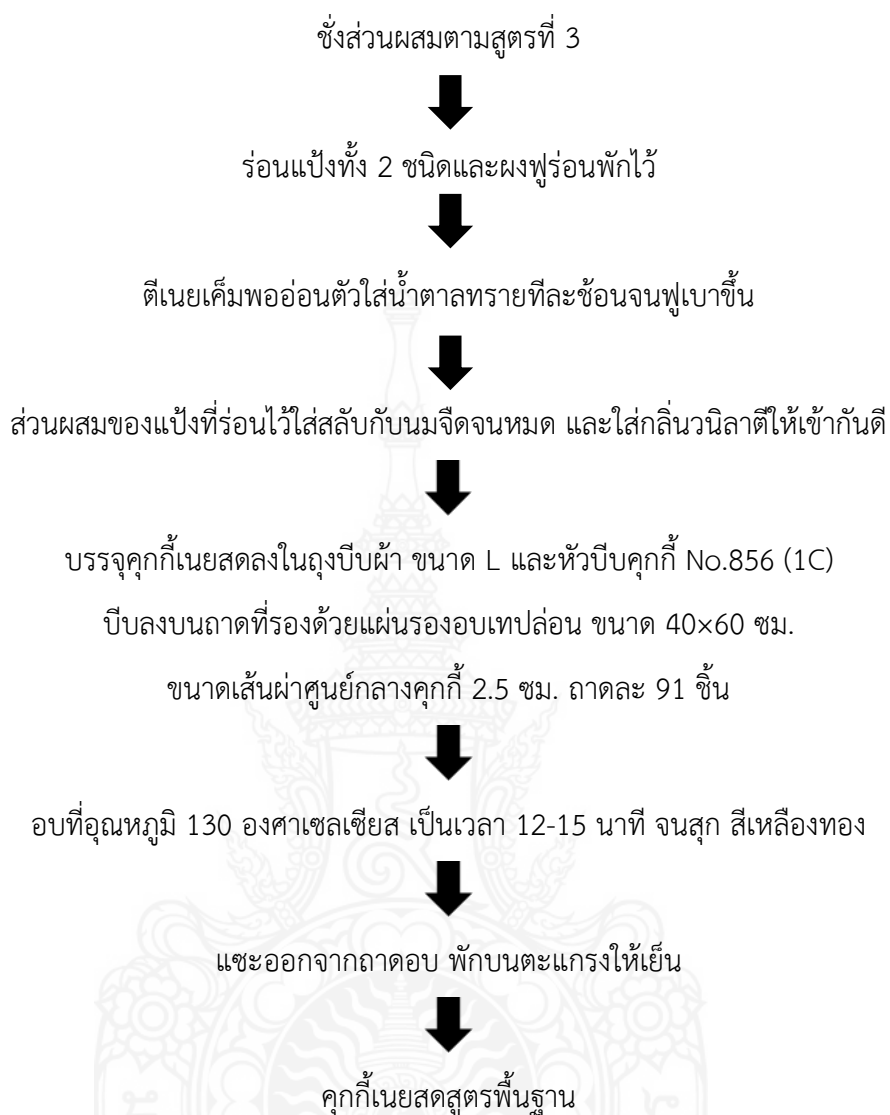 ชั่งส่วนผสมตามสูตรที่ 3
ร่อนแป้งทั้ง 2 ชนิดและผงฟูร่อนพักไว้
ตีเนยเค็มพออ่อนตัวใส่น้ำตาลทรายทีละช้อนจนฟูเบาขึ้น
ส่วนผสมของแป้งที่ร่อนไว้ใส่สลับกับนมจืดจนหมด และใส่กลิ่นวนิลาตีให้เข้ากันดี
บรรจุคุกกี้เนยสดลงในถุงบีบผ้า ขนาด L และหัวบีบคุกกี้ No.856 (1C)
บีบลงบนถาดที่รองด้วยแผ่นรองอบเทปล่อน ขนาด 40×60 ซม.
ขนาดเส้นผ่าศูนย์กลางคุกกี้ 2.5 ซม. ถาดละ 91 ชิ้น
อบที่อุณหภูมิ 130 องศาเซลเซียส เป็นเวลา 12-15 นาที จนสุก สีเหลืองทอง
แซะออกจากถาดอบ พักบนตะแกรงให้เย็น
คุกกี้เนยสดสูตรพื้นฐาน